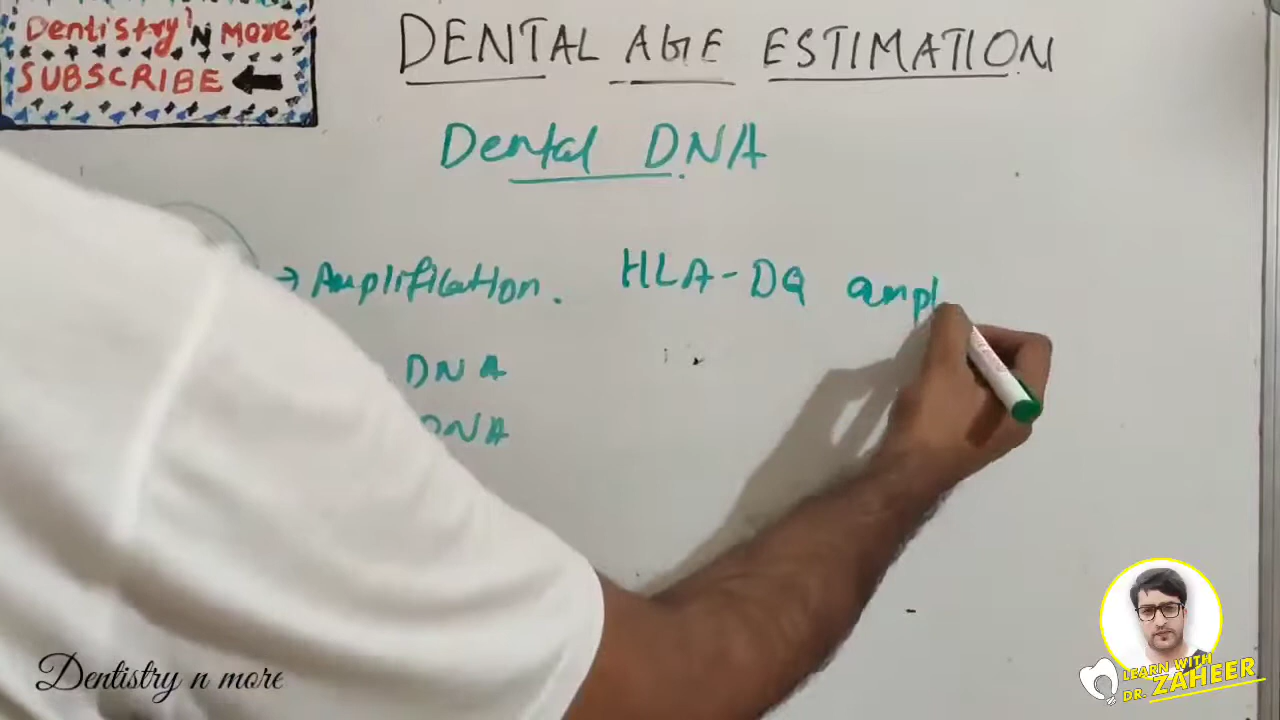 Dentistry'N More
SUBSCRIBE
DENTAL AGE ESTIMATION
Dental DNA
→ Amplification. HLA-DQ ampl
DNA
DNA
Dentistry n more
LEARN WITH
DR. ZAHEER